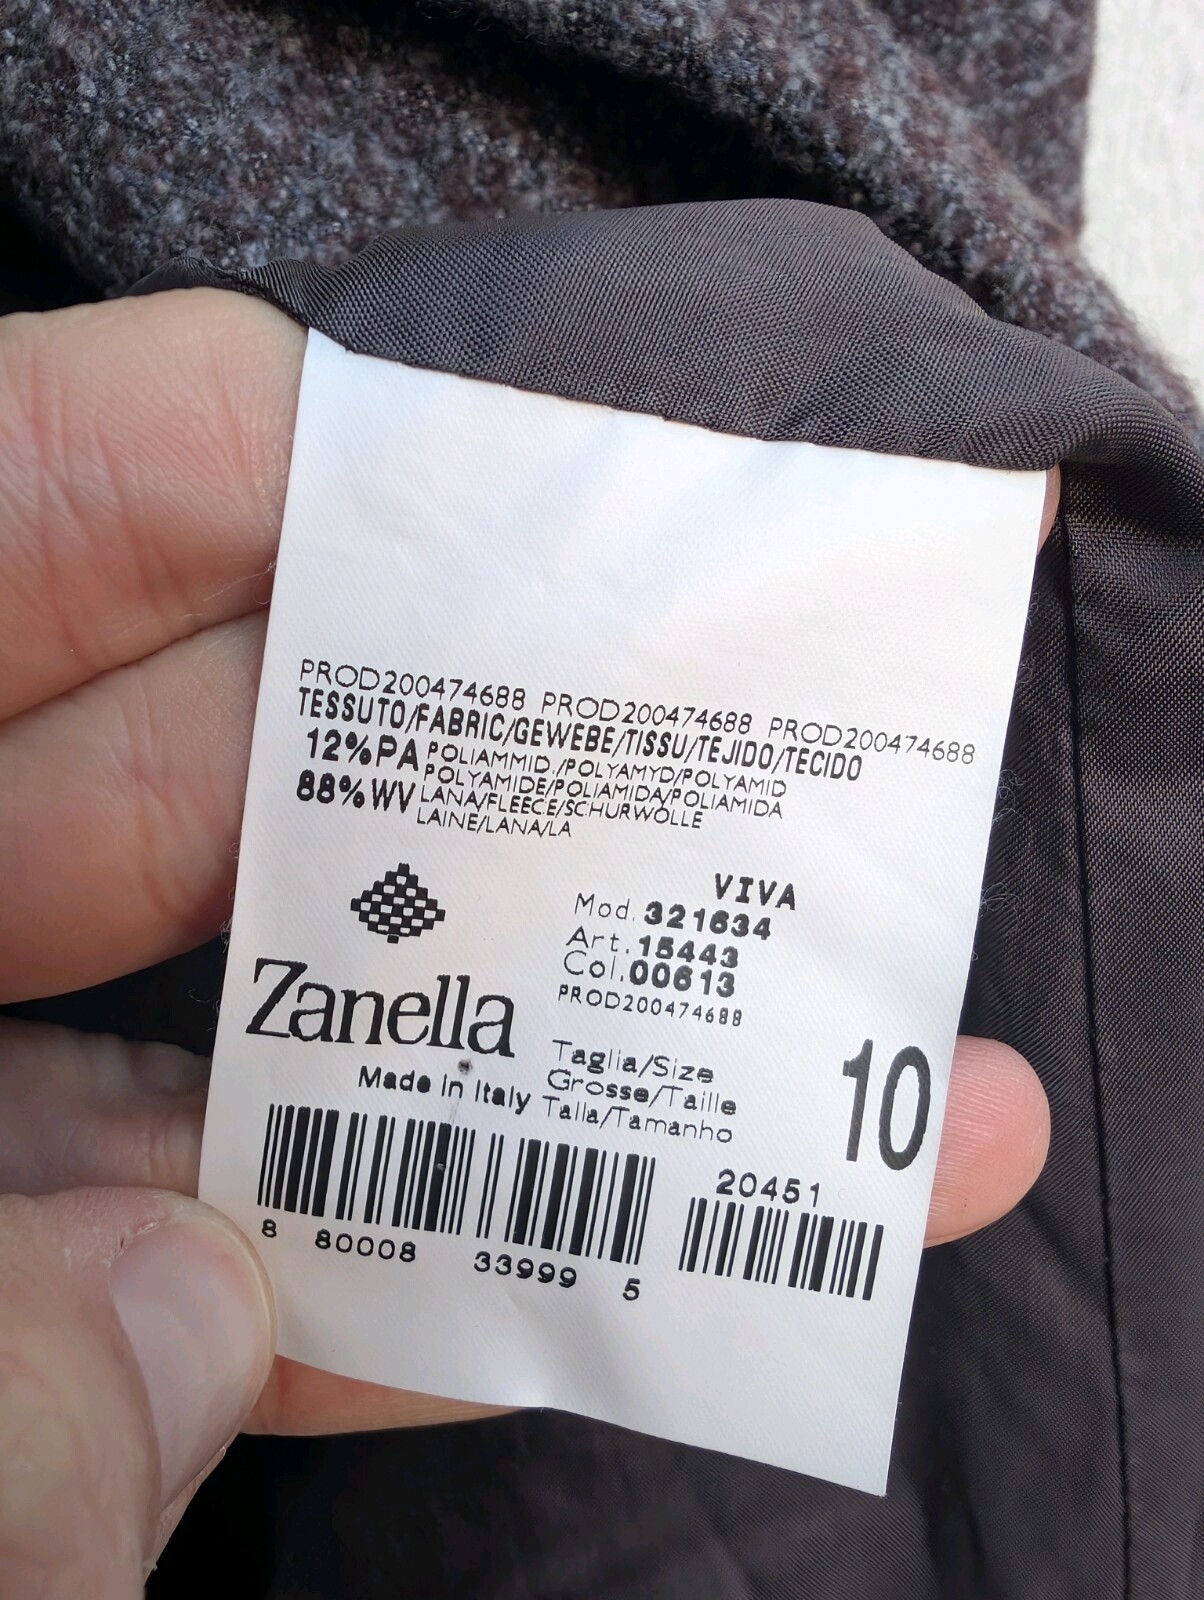 PROD200474688 PROD200474688 PROD200474688
TESSUTO/FABRIC/GEWEBE/TISSU/TEJIDO/TECIDO
12%PA POLIAMMID./POLYAMYD/POLYAMID
POLYAMIDE/POLIAMIDA/POLIAMIDA
88%WV LANA/FLEECE/SCHURWOLLE
LAINE/LANA/LA
VIVA
Mod. 321634
Art. 15443
Col. 00613
PROD200474688
Zanella
Made in Italy
Taglia/Size
Grosse/Taille
Talla/Tamanho
10
20451
8 80008 33999 5